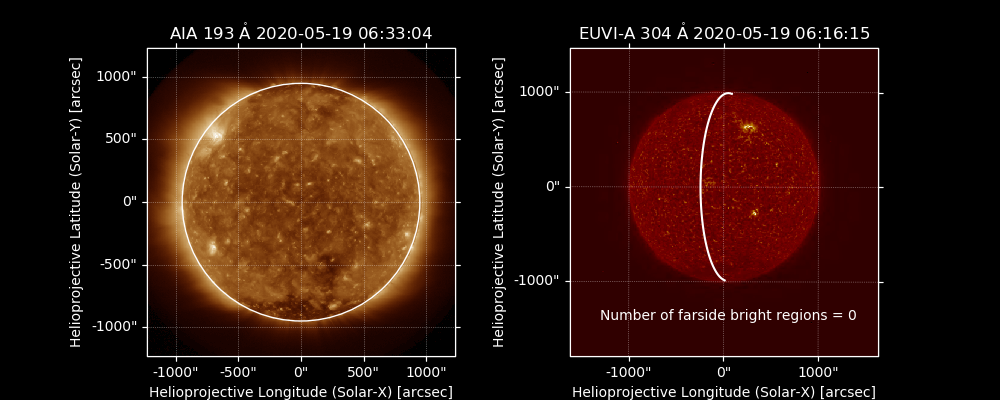 AIA 193 Å 2020-05-19 06:33:04
Helioprojective Latitude (Solar-Y) [arcsec]
1000"
500"
0"
-500"
-1000"
-1000"
-500"
0"
500"
1000"
Helioprojective Longitude (Solar-X) [arcsec]
EUVI-A 304 Å 2020-05-19 06:16:15
Helioprojective Latitude (Solar-Y) [arcsec]
1000"
0"
-1000"
Number of farside bright regions = 0
-1000"
0"
1000"
Helioprojective Longitude (Solar-X) [arcsec]